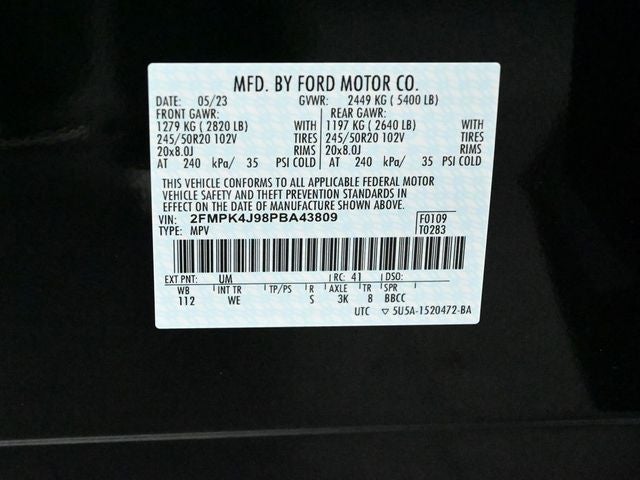 MFD. BY FORD MOTOR CO.
DATE: 05/23 GVWR: 2449 KG ( 5400 LB)
FRONT GAWR: REAR GAWR:
1279 KG ( 2820 LB) WITH 1197 KG ( 2640 LB) WITH
245/50R20 102V TIRES 245/50R20 102V TIRES
20x8.0J RIMS 20x8.0J RIMS
AT 240 kPa/ 35 PSI COLD AT 240 kPa/ 35 PSI COLD
THIS VEHICLE CONFORMS TO ALL APPLICABLE FEDERAL MOTOR
VEHICLE SAFETY AND THEFT PREVENTION STANDARDS IN
EFFECT ON THE DATE OF MANUFACTURE SHOWN ABOVE.
VIN: 2FMPK4J98PBA43809 F0109
TYPE: MPV T0283
EXT PNT: UM RC: 41 DSO:
WB INT TR TP/PS R AXLE TR SPR
112 WE S 3K 8 BBCC
UTC ▽ 5U5A-1520472-BA